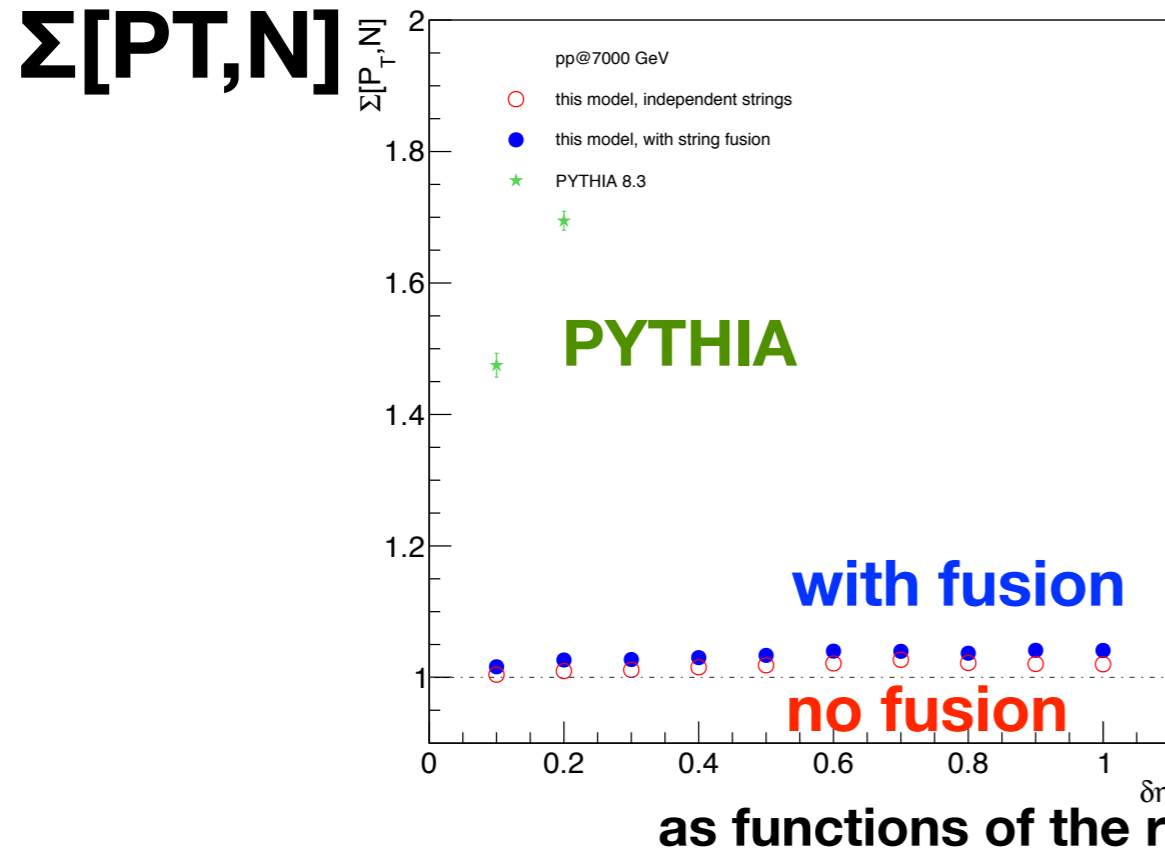 Σ[PT,N]
Σ[P_T,N]
2
pp@7000 GeV
this model, independent strings
this model, with string fusion
PYTHIA 8.3
1.8
1.6
PYTHIA
1.4
1.2
with fusion
1
no fusion
0 0.2 0.4 0.6 0.8 1
as functions of the